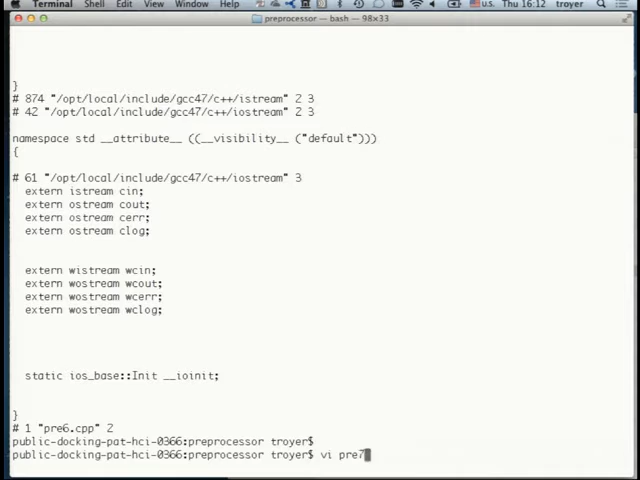 Terminal Shell Edit View Window Help U.S. Thu 16:12 troyer
preprocessor — bash — 98×33
}
# 874 "/opt/local/include/gcc47/c++/istream" 2 3
# 42 "/opt/local/include/gcc47/c++/iostream" 2 3
namespace std __attribute__ ((__visibility__ ("default")))
{
# 61 "/opt/local/include/gcc47/c++/iostream" 3
extern istream cin;
extern ostream cout;
extern ostream cerr;
extern ostream clog;
extern wistream wcin;
extern wostream wcout;
extern wostream wcerr;
extern wostream wclog;
static ios_base::Init __ioinit;
}
# 1 "pre6.cpp" 2
public-docking-pat-hci-0366:preprocessor troyer$
public-docking-pat-hci-0366:preprocessor troyer$ vi pre7